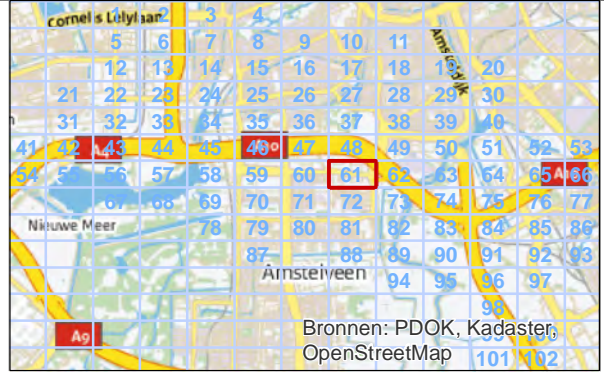 Cornelis Lelylaan 1 2 3 4
5 6 7 8 9 10 11
Amsteldijk
12 13 14 15 16 17 18 19 20
21 22 23 24 25 26 27 28 29 30
31 32 33 34 35 36 37 38 39 40
41 42 43 44 45 46 47 48 49 50 51 52 53
54 55 56 57 58 59 60 61 62 63 64 65 66
67 68 69 70 71 72 73 74 75 76 77
Nieuwe Meer 78 79 80 81 82 83 84 85 86
87 88 89 90 91 92 93
Amstelveen 94 95 96 97
98
A9
Bronnen: PDOK, Kadaster,
OpenStreetMap
101 102